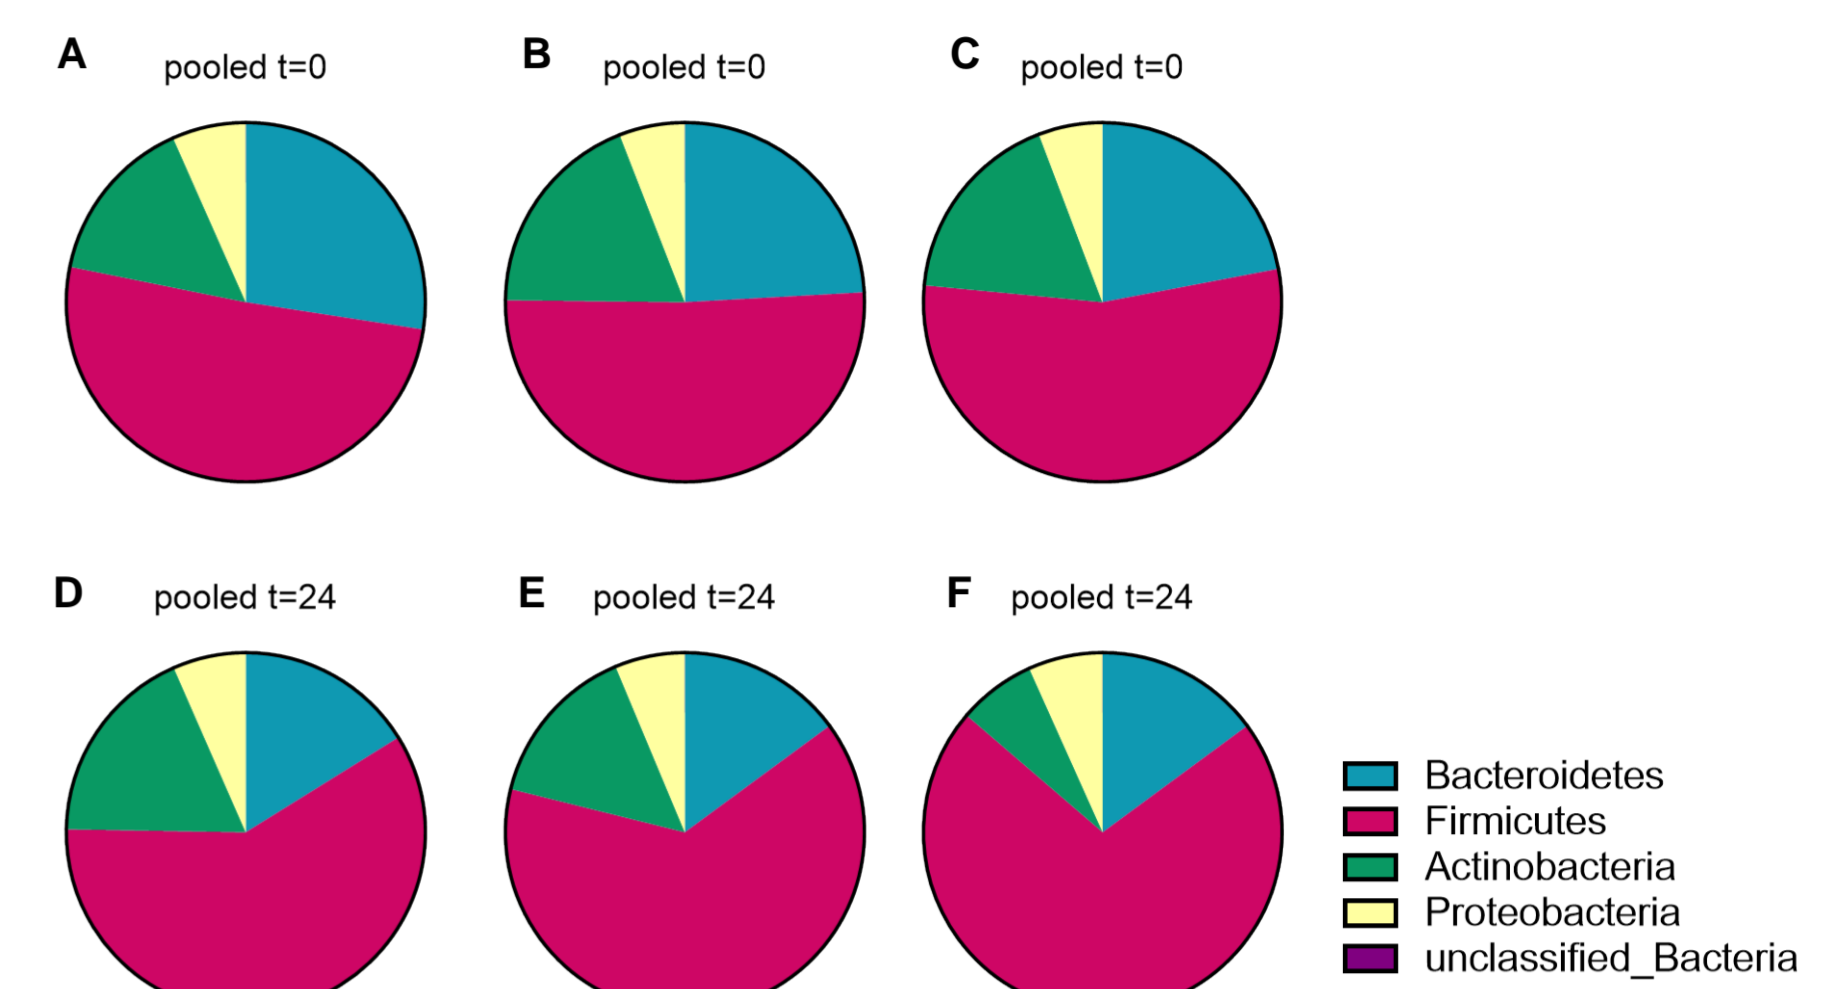 A pooled t=0
B pooled t=0
C pooled t=0
D pooled t=24
E pooled t=24
F pooled t=24
Bacteroidetes
Firmicutes
Actinobacteria
Proteobacteria
unclassified_Bacteria